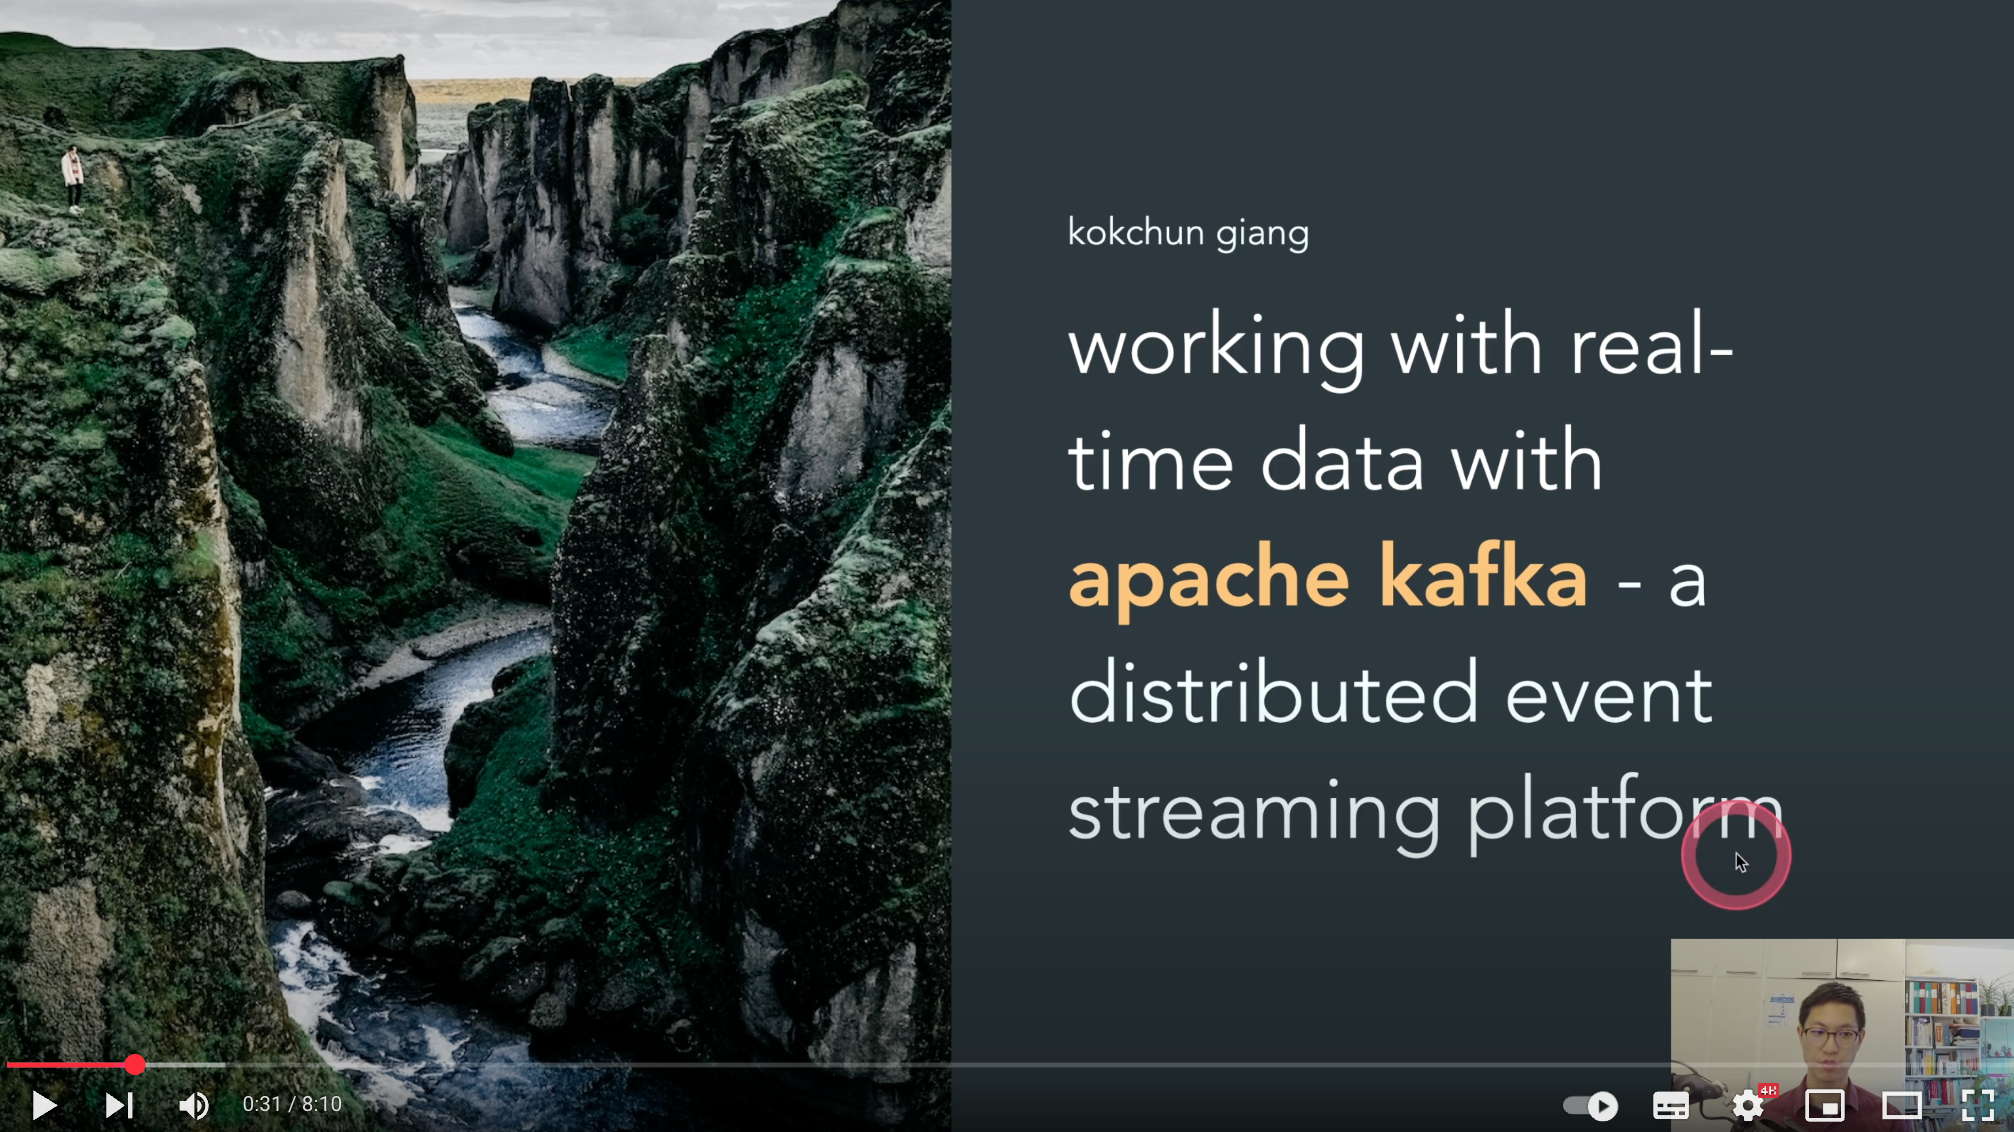 kokchun giang
working with real-
time data with
apache kafka - a
distributed event
streaming platform
0:31 / 8:10
4K